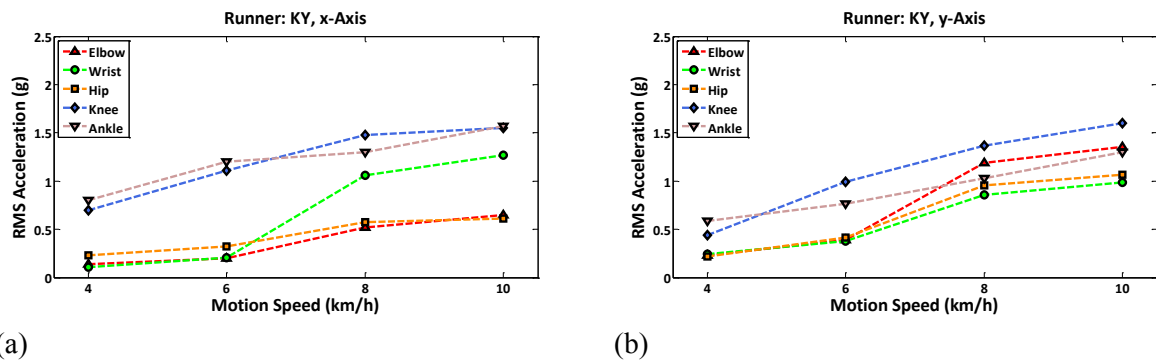 Runner: KY, x-Axis
2.5
2
1.5
1
0.5
0
RMS Acceleration (g)
Elbow
Wrist
Hip
Knee
Ankle
4 6 8 10
Motion Speed (km/h)
(a)
Runner: KY, y-Axis
2.5
2
1.5
1
0.5
0
RMS Acceleration (g)
Elbow
Wrist
Hip
Knee
Ankle
4 6 8 10
Motion Speed (km/h)
(b)